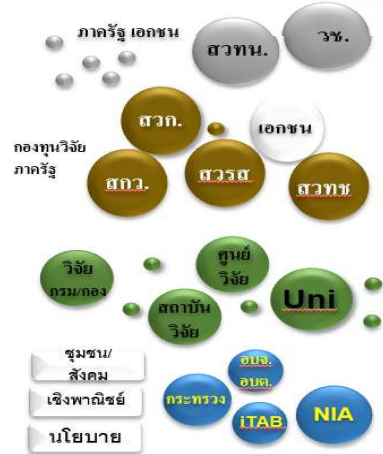 ภาครัฐ เอกชน
สวทน.
วช.
สวก.
เอกชน
กองทุนวิจัย
ภาครัฐ
สกว.
สวรส
สวทช
วิจัย
กรม/กอง
ศูนย์
วิจัย
สถาบัน
วิจัย
Uni
ชุมชน/
สังคม
เชิงพาณิชย์
นโยบาย
กระทรวง
อบจ.
อบต.
iTAB
NIA